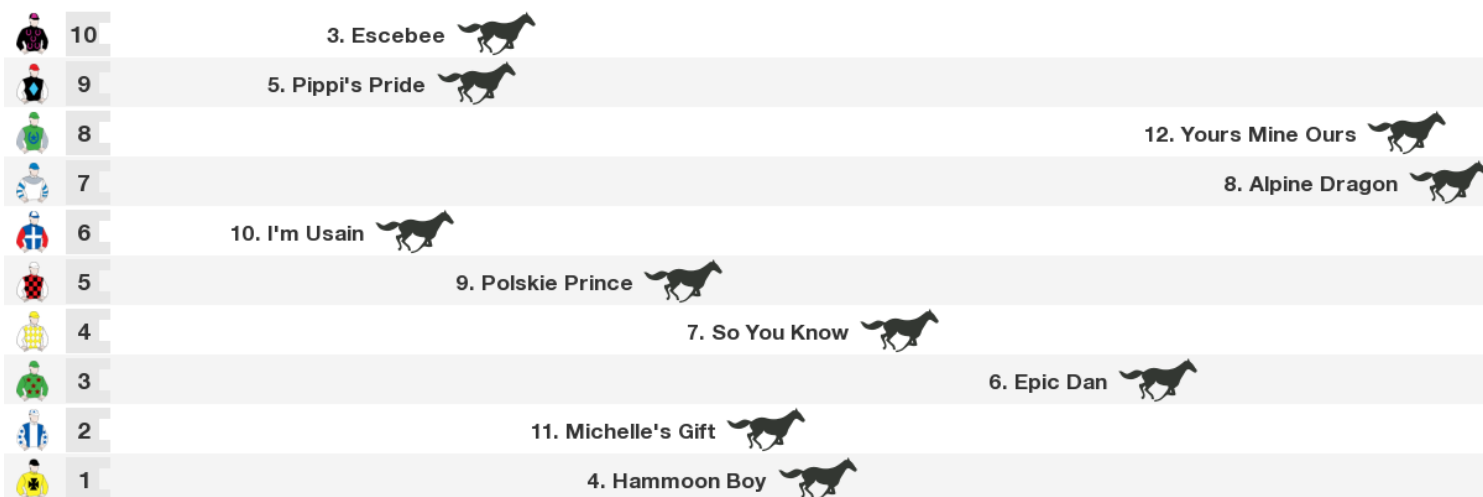 10 3. Escebee
9 5. Pippi's Pride
8 12. Yours Mine Ours
7 8. Alpine Dragon
6 10. I'm Usain
5 9. Polskie Prince
4 7. So You Know
3 6. Epic Dan
2 11. Michelle's Gift
1 4. Hammoon Boy